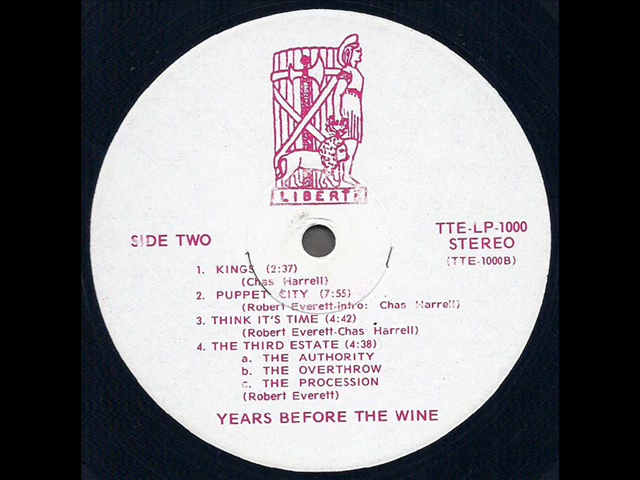 LIBERTÉ
SIDE TWO
TTE-LP-1000
STEREO
(TTE-1000B)
1. KINGS (2:37)
(Chas Harrell)
2. PUPPET CITY (7:55)
(Robert Everett-Intro: Chas Harrell)
3. THINK IT'S TIME (4:42)
(Robert Everett-Chas Harrell)
4. THE THIRD ESTATE (4:38)
a. THE AUTHORITY
b. THE OVERTHROW
c. THE PROCESSION
(Robert Everett)
YEARS BEFORE THE WINE